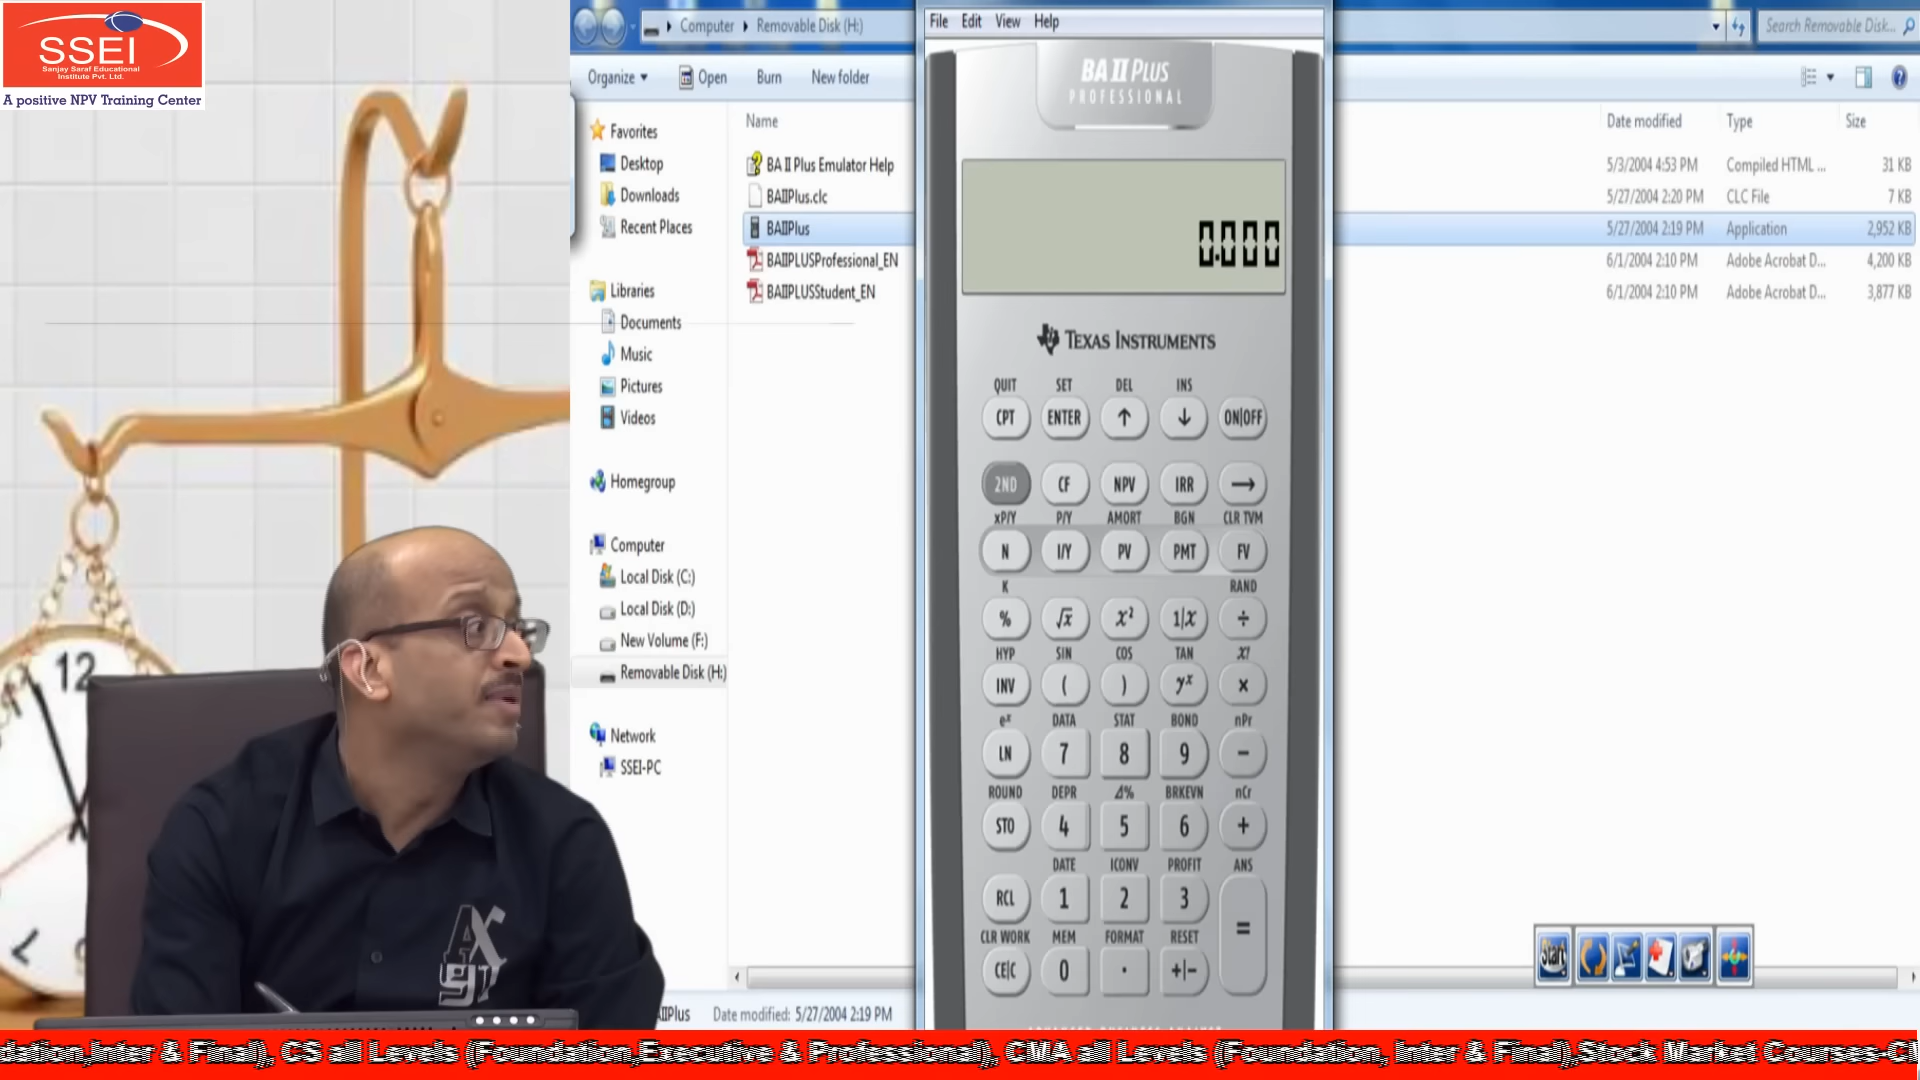 SSEI
Sanjay Saraf Educational
Institute Pvt. Ltd.
A positive NPV Training Center
12
Computer
Removable Disk (H:)
Search Removable Disk...
Organize
Open
Burn
New folder
Favorites
Desktop
Downloads
Recent Places
Libraries
Documents
Music
Pictures
Videos
Homegroup
Computer
Local Disk (C:)
Local Disk (D:)
New Volume (F:)
Removable Disk (H:)
Network
SSEI-PC
Name
Date modified Type Size
BA II Plus Emulator Help
5/3/2004 4:53 PM Compiled HTML ... 31 KB
BAIIPlus.clc
5/27/2004 2:20 PM CLC File 7 KB
BAIIPlus
5/27/2004 2:19 PM Application 2,952 KB
BAIIPLUSProfessional_EN
6/1/2004 2:10 PM Adobe Acrobat D... 4,200 KB
BAIIPLUSStudent_EN
6/1/2004 2:10 PM Adobe Acrobat D... 3,877 KB
File Edit View Help
BA II PLUS
PROFESSIONAL
0.000
TEXAS INSTRUMENTS
QUIT SET DEL INS
CPT ENTER ↑ ↓ ON|OFF
2ND CF NPV IRR →
xP/Y P/Y AMORT BGN CLR TVM
N I/Y PV PMT FV
K RAND
% √x x² 1/x ÷
HYP SIN COS TAN x!
INV ( ) yˣ ×
eˣ DATA STAT BOND nPr
LN 7 8 9 −
ROUND DEPR Δ% BRKEVN nCr
STO 4 5 6 +
DATE ICONV PROFIT ANS
RCL 1 2 3 =
CLR WORK MEM FORMAT RESET
CE|C 0 . +|−
Start
Date modified: 5/27/2004 2:19 PM
dation,Inter & Final), CS all Levels (Foundation,Executive & Professional), CMA all Levels (Foundation, Inter & Final),Stock Market Courses-C